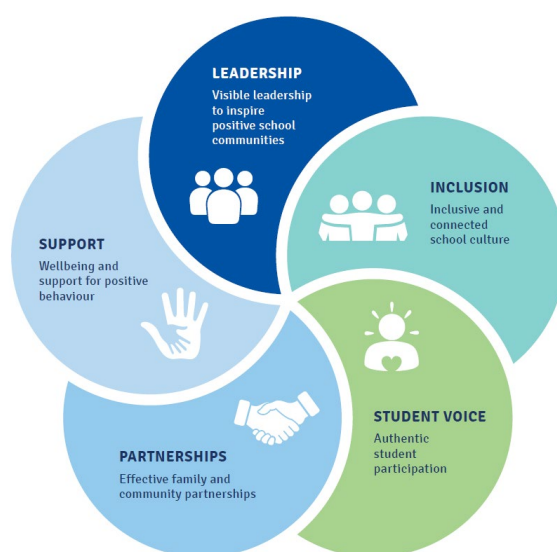 LEADERSHIP
Visible leadership
to inspire
positive school
communities
INCLUSION
Inclusive and
connected
school culture
STUDENT VOICE
Authentic
student
participation
PARTNERSHIPS
Effective family and
community partnerships
SUPPORT
Wellbeing and
support for positive
behaviour